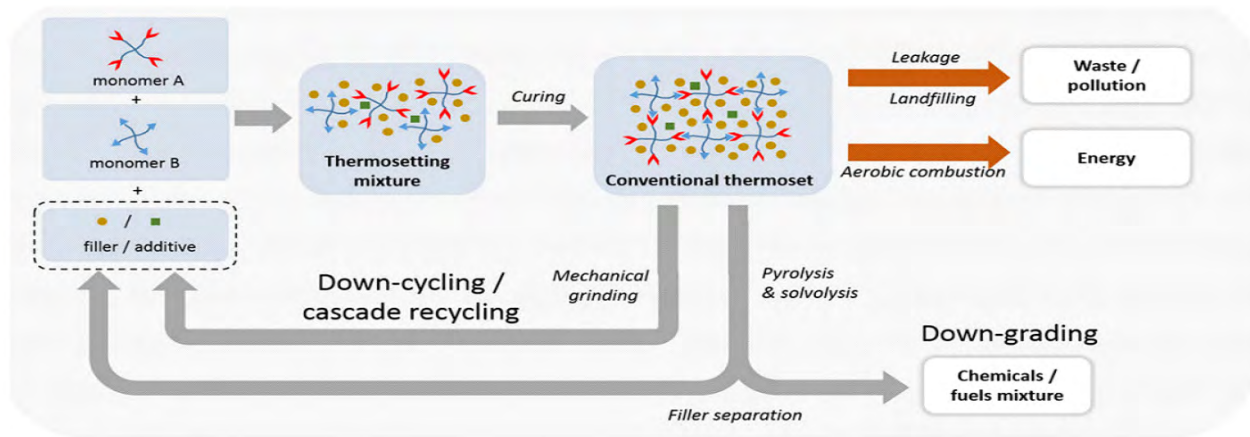 monomer A
+
monomer B
+
/
filler / additive
Thermosetting
mixture
Curing
Conventional thermoset
Leakage
Landfilling
Waste /
pollution
Aerobic combustion
Energy
Mechanical
grinding
Pyrolysis
& solvolysis
Down-cycling /
cascade recycling
Down-grading
Chemicals /
fuels mixture
Filler separation